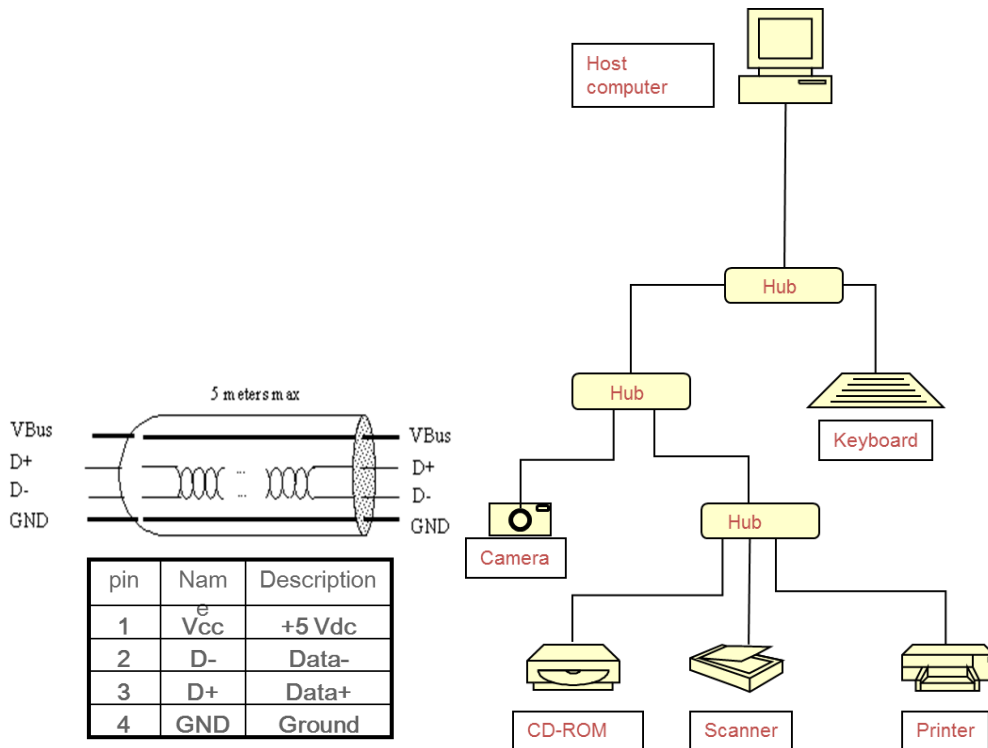 Host
computer
Hub
Hub
Keyboard
Hub
Camera
CD-ROM
Scanner
Printer
5 meters max
VBus
VBus
D+
D+
D-
D-
GND
GND
pin Nam
e Description
1 Vcc +5 Vdc
2 D- Data-
3 D+ Data+
4 GND Ground